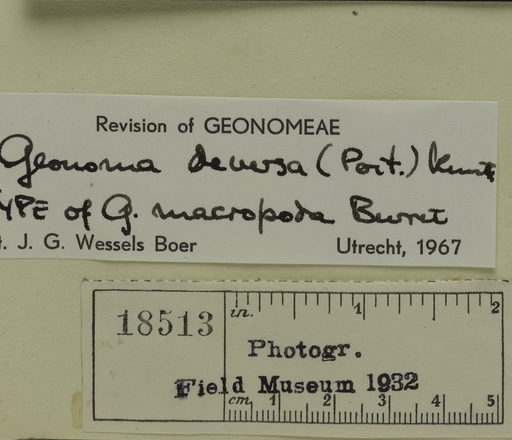 Revision of GEONOMEAE
Geonoma deversa (Poit.) Kunth
TYPE of G. macropoda Burret
t. J. G. Wessels Boer Utrecht, 1967
18513 in. 1 2
Photogr.
Field Museum 1932
cm. 1 2 3 4 5